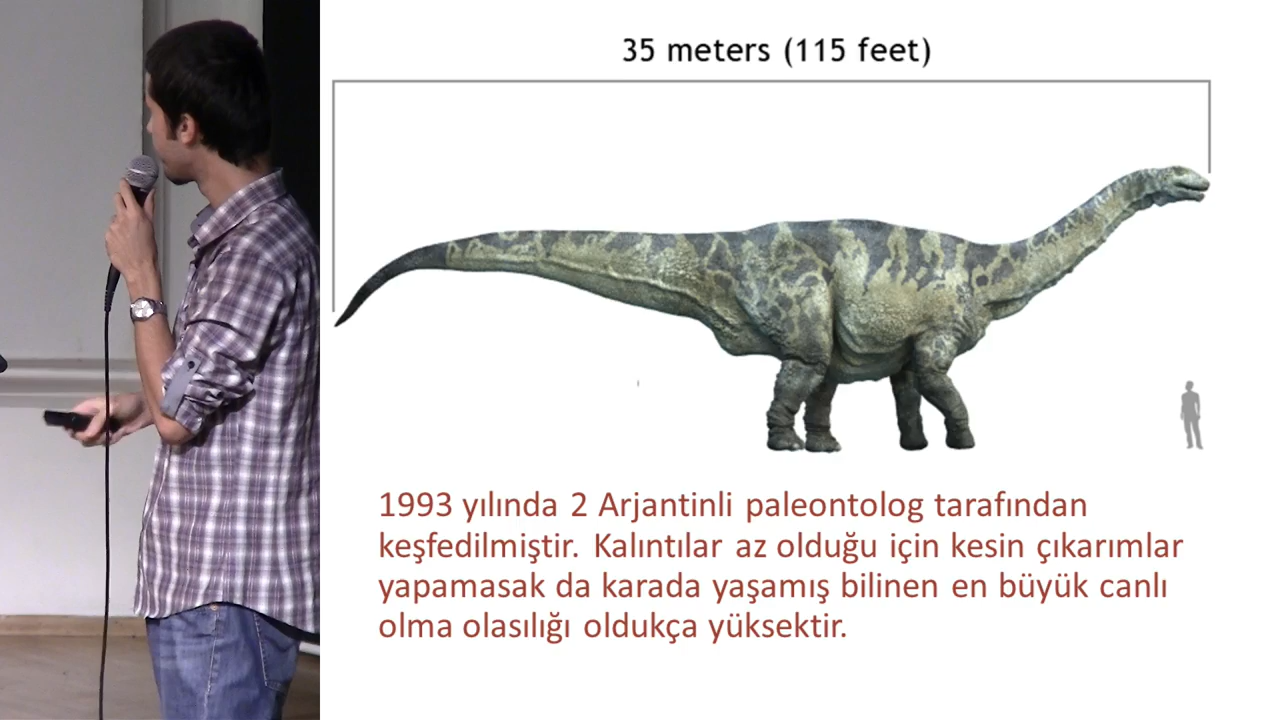 35 meters (115 feet)
1993 yılında 2 Arjantinli paleontolog tarafından
keşfedilmiştir. Kalıntılar az olduğu için kesin çıkarımlar
yapamasak da karada yaşamış bilinen en büyük canlı
olma olasılığı oldukça yüksektir.